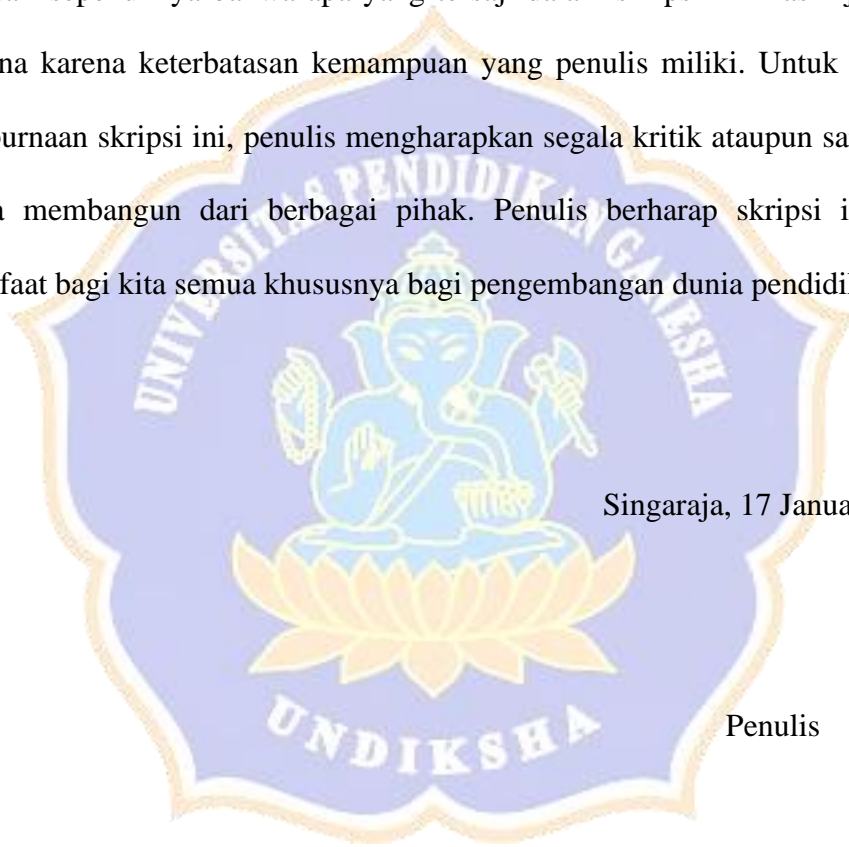 na karena keterbatasan kemampuan yang penulis miliki. Untuk
purnaan skripsi ini, penulis mengharapkan segala kritik ataupun sa
a membangun dari berbagai pihak. Penulis berharap skripsi i
faat bagi kita semua khususnya bagi pengembangan dunia pendidi
UNIVERSITAS PENDIDIKAN GANESHA
Singaraja, 17 Janua
Penulis
UNDIKSHA